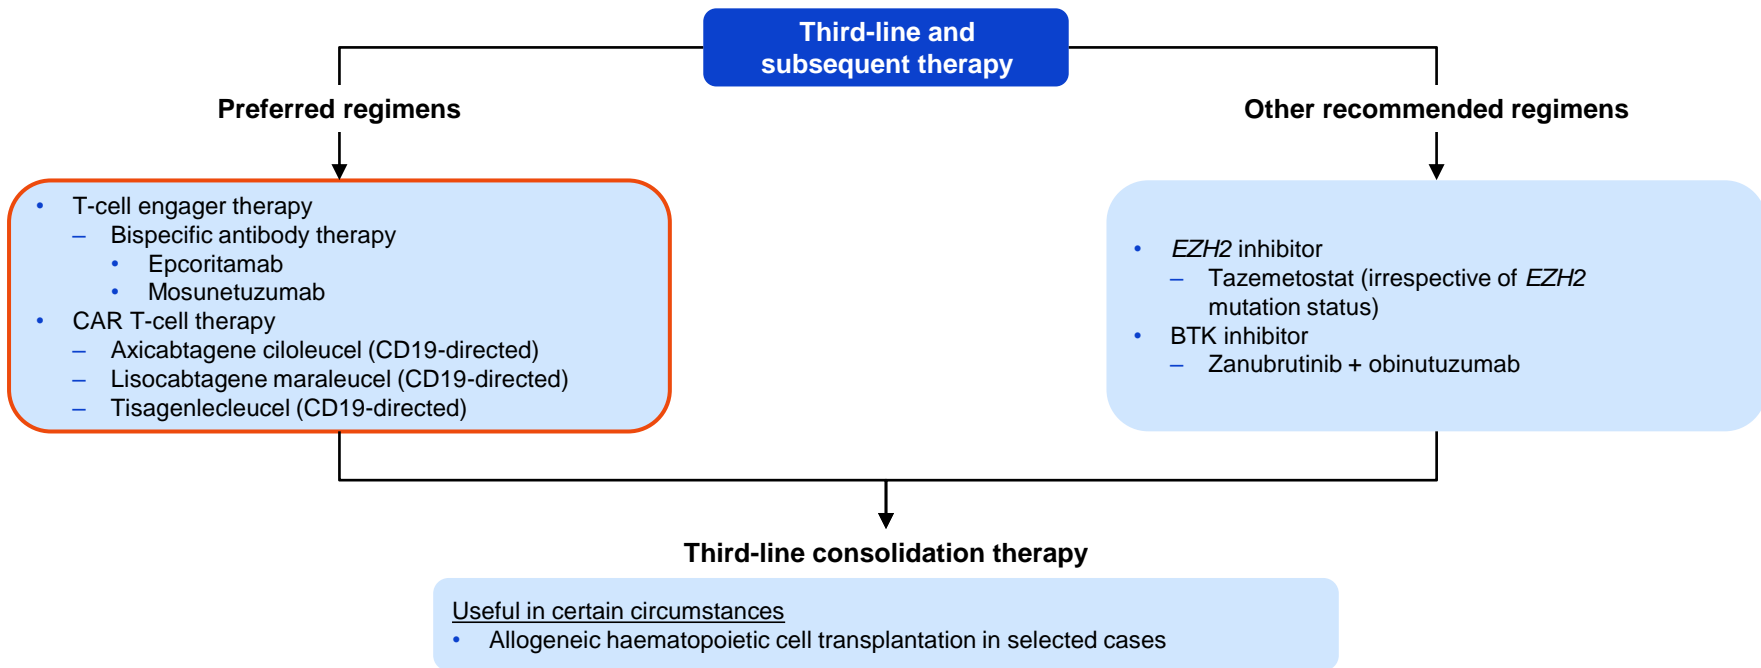 Third-line and
subsequent therapy
Preferred regimens
• T-cell engager therapy
– Bispecific antibody therapy
• Epcoritamab
• Mosunetuzumab
• CAR T-cell therapy
– Axicabtagene ciloleucel (CD19-directed)
– Lisocabtagene maraleucel (CD19-directed)
– Tisagenlecleucel (CD19-directed)
Other recommended regimens
• EZH2 inhibitor
– Tazemetostat (irrespective of EZH2
mutation status)
• BTK inhibitor
– Zanubrutinib + obinutuzumab
Third-line consolidation therapy
Useful in certain circumstances
• Allogeneic haematopoietic cell transplantation in selected cases